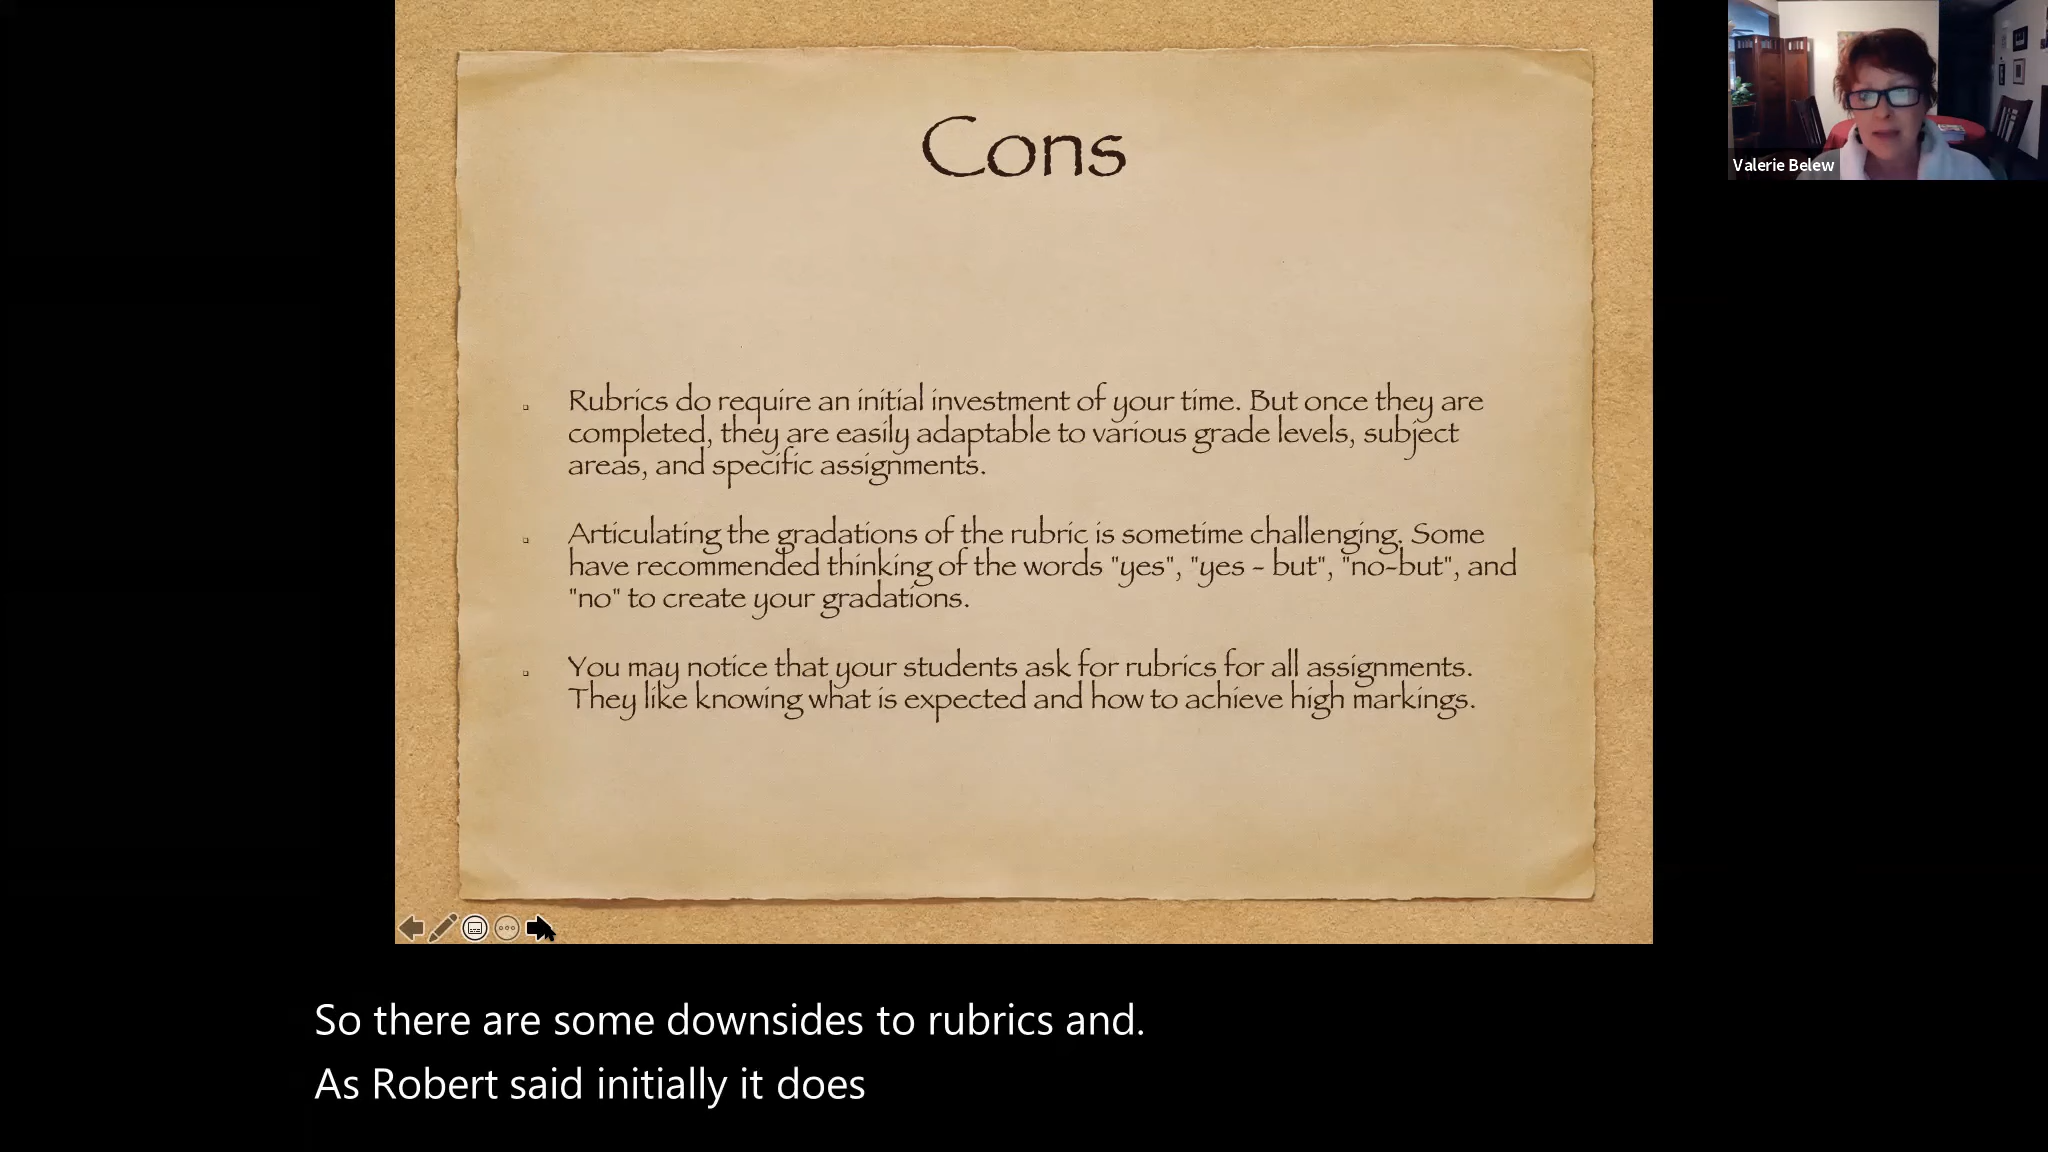 Cons
Rubrics do require an initial investment of your time. But once they are
completed, they are easily adaptable to various grade levels, subject
areas, and specific assignments.
Articulating the gradations of the rubric is sometime challenging. Some
have recommended thinking of the words "yes", "yes - but", "no-but", and
"no" to create your gradations.
You may notice that your students ask for rubrics for all assignments.
They like knowing what is expected and how to achieve high markings.
Valerie Belew
So there are some downsides to rubrics and.
As Robert said initially it does